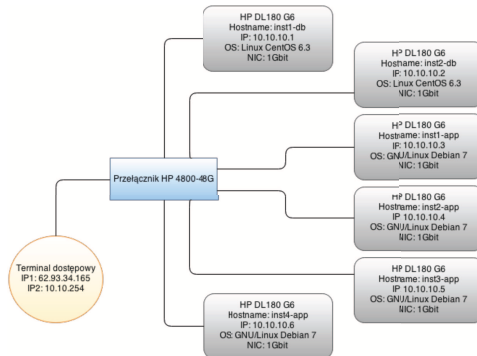 HP DL180 G6
Hostname: inst1-db
IP: 10.10.10.1
OS: Linux CentOS 6.3
NIC: 1Gbit
HP DL180 G6
Hostname: inst2-db
IP: 10.10.10.2
OS: Linux CentOS 6.3
NIC: 1Gbit
HP DL180 G6
Hostname: inst1-app
IP: 10.10.10.3
OS: GNU/Linux Debian 7
NIC: 1Gbit
Przełącznik HP 4800-48G
HP DL180 G6
Hostname: inst2-app
IP 10.10.10.4
OS: GNU/Linux Debian 7
NIC: 1Gbit
Terminal dostępowy
IP1: 62.93.34.165
IP2: 10.10.254
HP DL180 G6
Hostname: inst3-app
IP 10.10.10.5
OS: GNU/Linux Debian 7
NIC: 1Gbit
HP DL180 G6
Hostname: inst4-app
IP: 10.10.10.6
OS: GNU/Linux Debian 7
NIC: 1Gbit